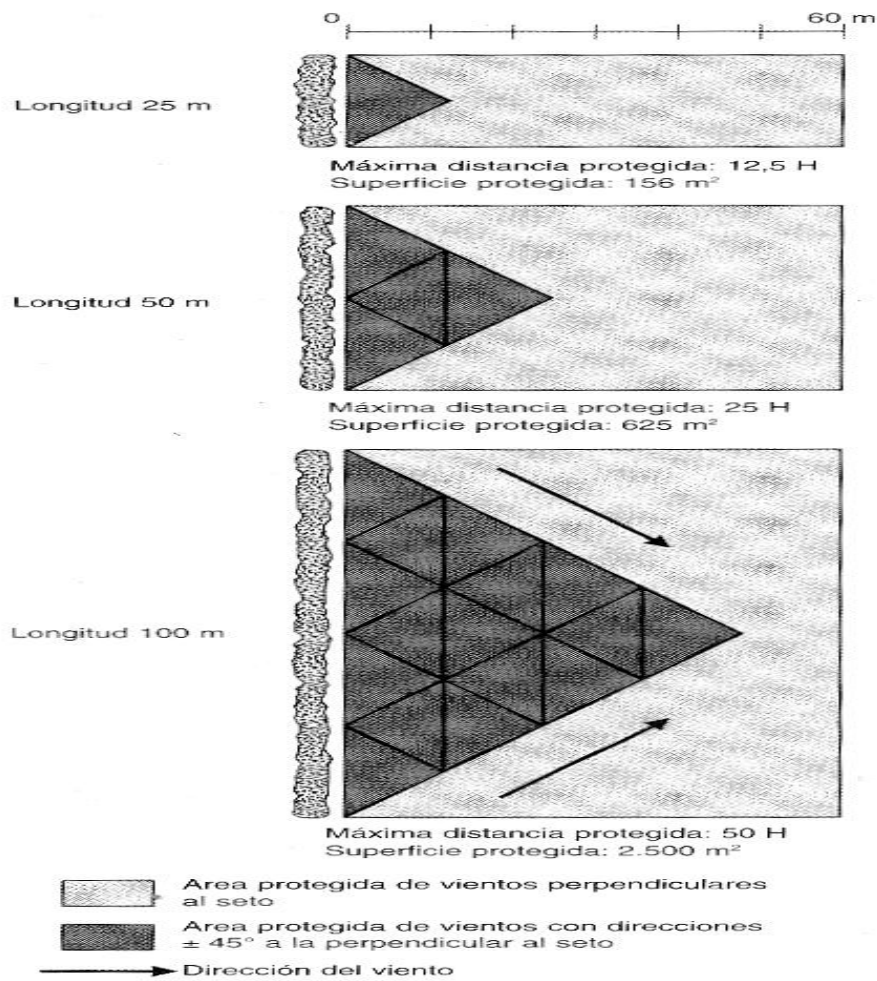 0 60 m
Longitud 25 m
Máxima distancia protegida: 12,5 H
Superficie protegida: 156 m²
Longitud 50 m
Máxima distancia protegida: 25 H
Superficie protegida: 625 m²
Longitud 100 m
Máxima distancia protegida: 50 H
Superficie protegida: 2.500 m²
Area protegida de vientos perpendiculares
al seto
Area protegida de vientos con direcciones
± 45° a la perpendicular al seto
Dirección del viento